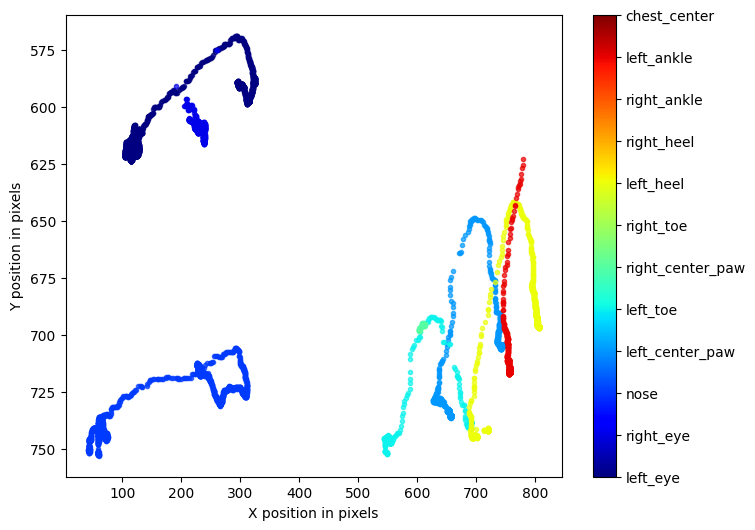 575
600
625
650
675
700
725
750
Y position in pixels
100 200 300 400 500 600 700 800
X position in pixels
chest_center
left_ankle
right_ankle
right_heel
left_heel
right_toe
right_center_paw
left_toe
left_center_paw
nose
right_eye
left_eye